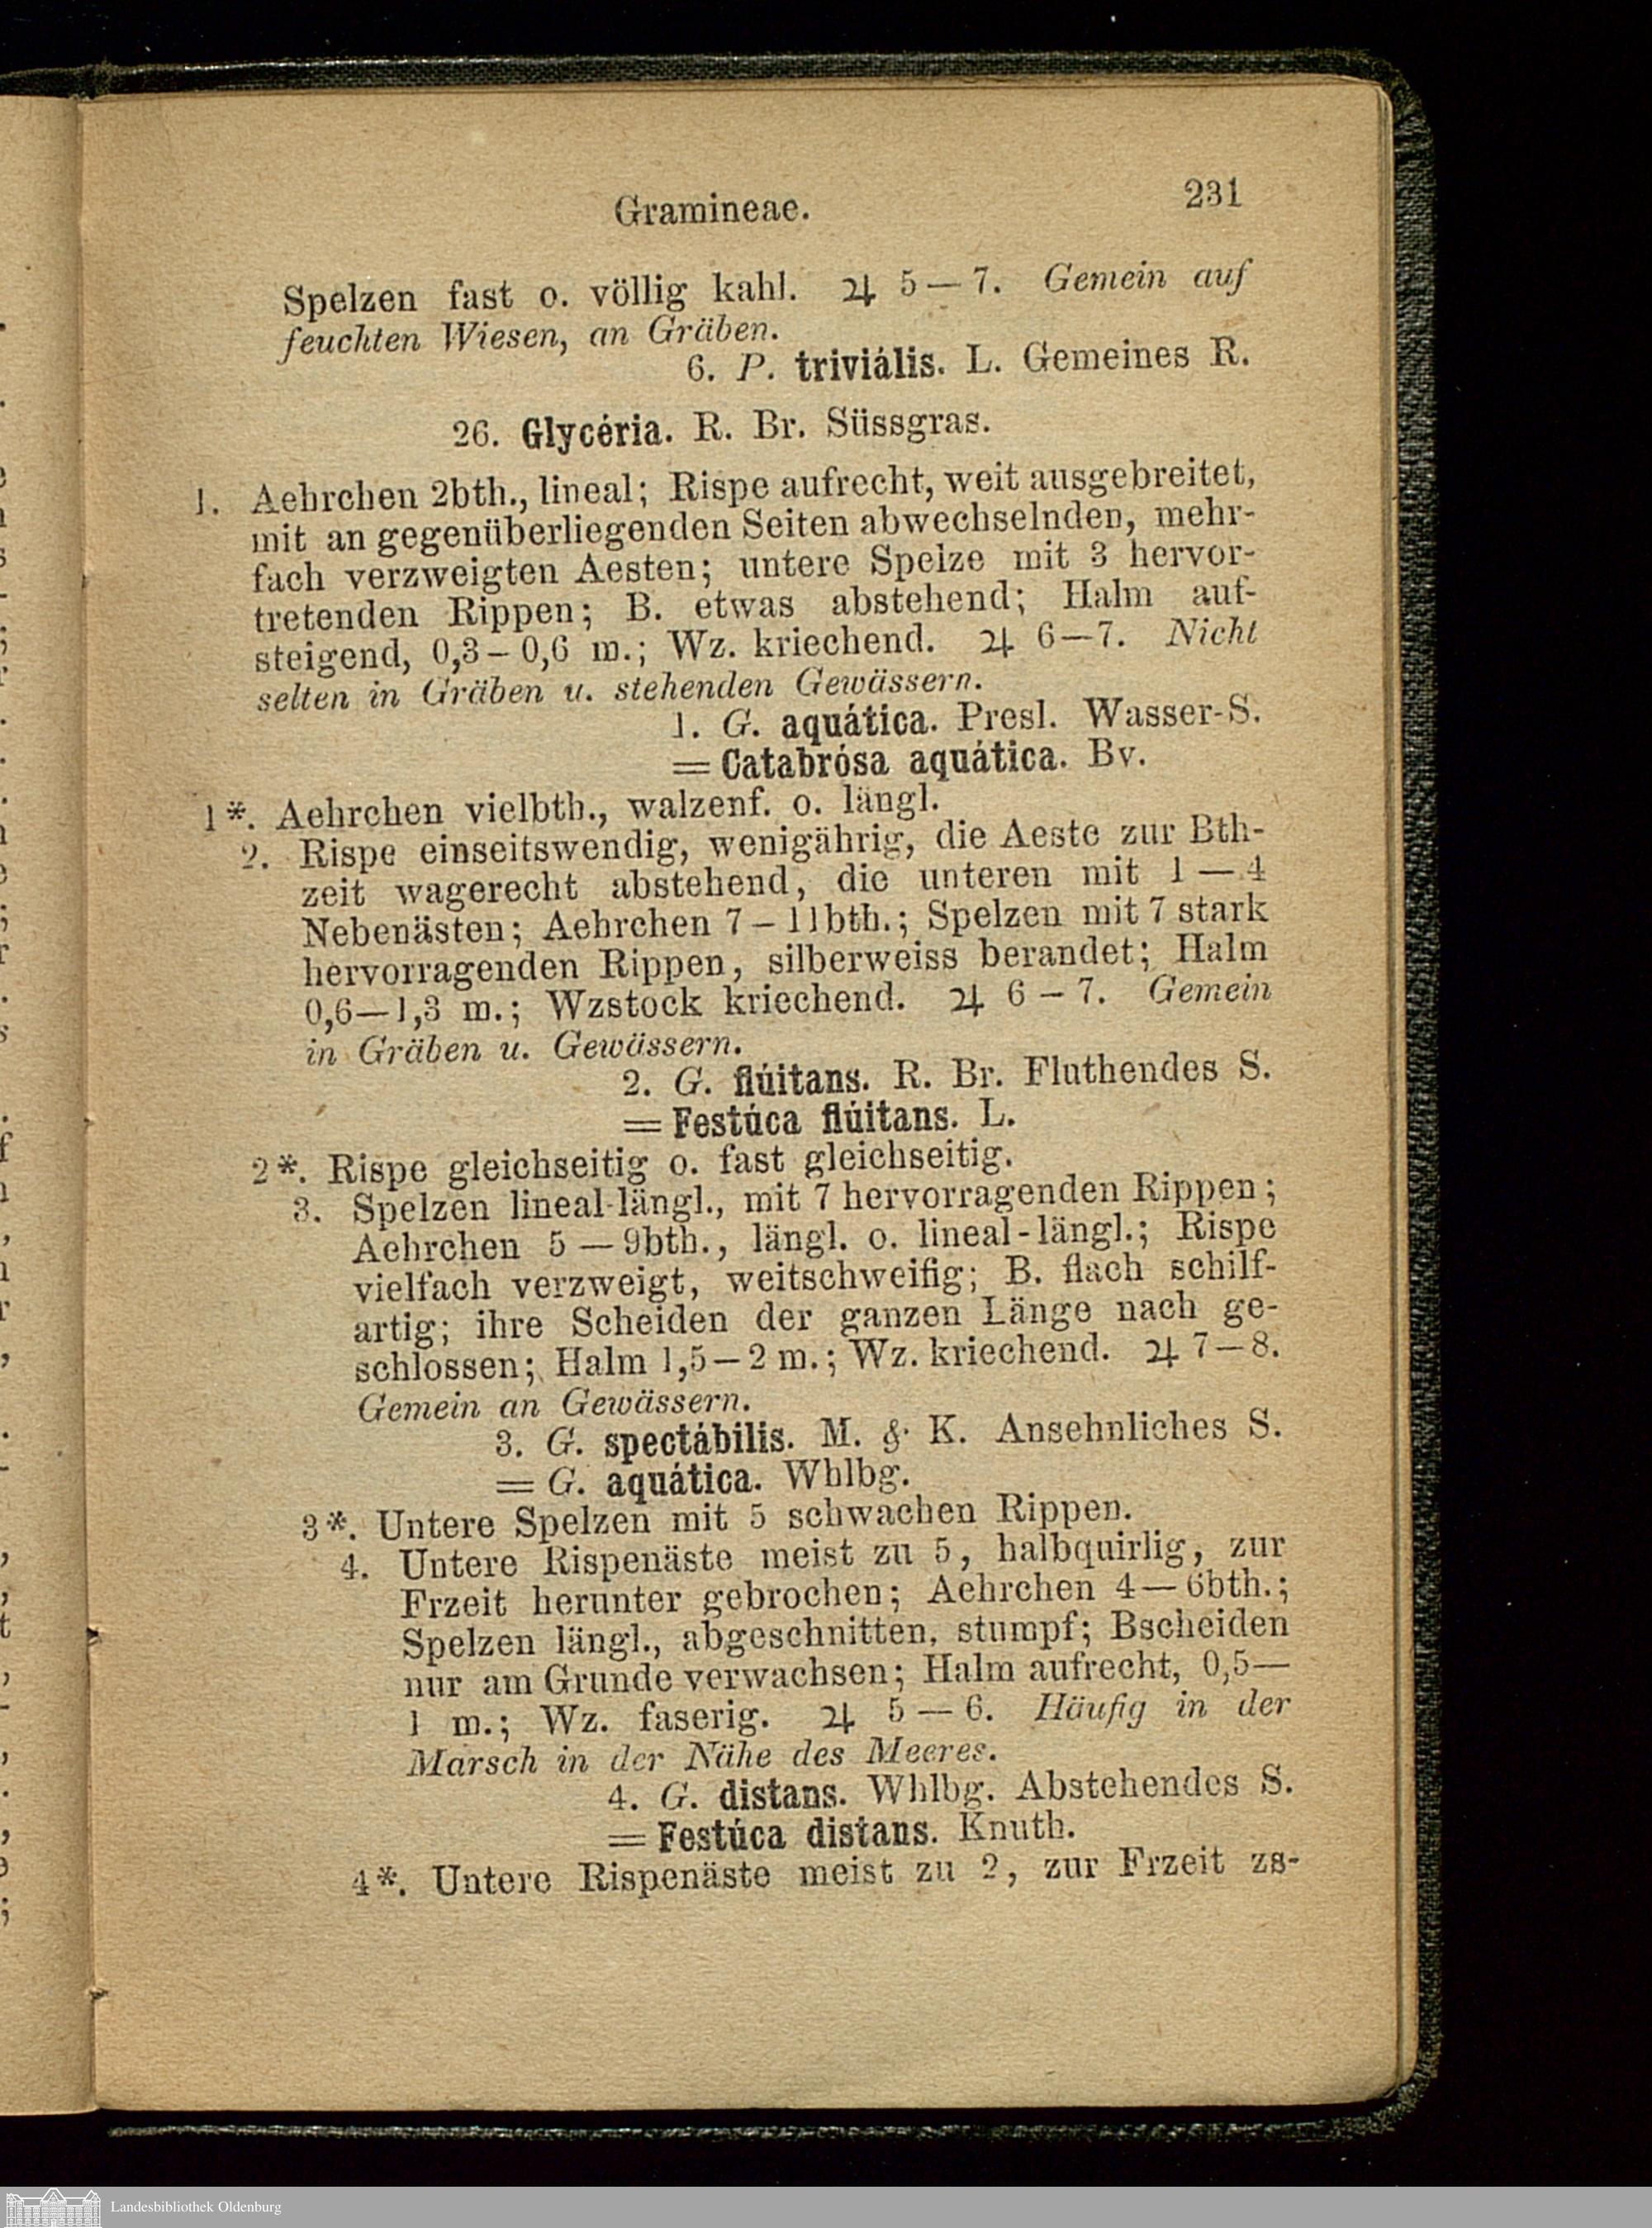 Gramineae.
231
Spelzen fast o. völlig kahl. ♃ 5—7. Gemein auf
feuchten Wiesen, an Gräben.
6. P. triviális. L. Gemeines R.
26. Glycéria. R. Br. Süssgras.
1. Aehrchen 2bth., lineal; Rispe aufrecht, weit ausgebreitet,
mit an gegenüberliegenden Seiten abwechselnden, mehr-
fach verzweigten Aesten; untere Spelze mit 3 hervor-
tretenden Rippen; B. etwas abstehend; Halm auf-
steigend, 0,3–0,6 m.; Wz. kriechend. ♃ 6—7. Nicht
selten in Gräben u. stehenden Gewässern.
1. G. aquática. Presl. Wasser-S.
= Catabrósa aquática. Bv.
1*. Aehrchen vielbth., walzenf. o. längl.
2. Rispe einseitswendig, wenigährig, die Aeste zur Bth-
zeit wagerecht abstehend, die unteren mit 1—4
Nebenästen; Aehrchen 7–11bth.; Spelzen mit 7 stark
hervorragenden Rippen, silberweiss berandet; Halm
0,6—1,3 m.; Wzstock kriechend. ♃ 6–7. Gemein
in Gräben u. Gewässern.
2. G. flúitans. R. Br. Fluthendes S.
= Festúca flúitans. L.
2*. Rispe gleichseitig o. fast gleichseitig.
3. Spelzen lineal-längl., mit 7 hervorragenden Rippen;
Aehrchen 5—9bth., längl. o. lineal-längl.; Rispe
vielfach verzweigt, weitschweifig; B. flach schilf-
artig; ihre Scheiden der ganzen Länge nach ge-
schlossen; Halm 1,5–2 m.; Wz. kriechend. ♃ 7–8.
Gemein an Gewässern.
3. G. spectábilis. M. & K. Ansehnliches S.
= G. aquática. Whlbg.
3*. Untere Spelzen mit 5 schwachen Rippen.
4. Untere Rispenäste meist zu 5, halbquirlig, zur
Frzeit herunter gebrochen; Aehrchen 4—6bth.;
Spelzen längl., abgeschnitten, stumpf; Bscheiden
nur am Grunde verwachsen; Halm aufrecht, 0,5—
1 m.; Wz. faserig. ♃ 5—6. Häufig in der
Marsch in der Nähe des Meeres.
4. G. distans. Whlbg. Abstehendes S.
= Festúca distans. Knuth.
4*. Untere Rispenäste meist zu 2, zur Frzeit zs-
Landesbibliothek Oldenburg